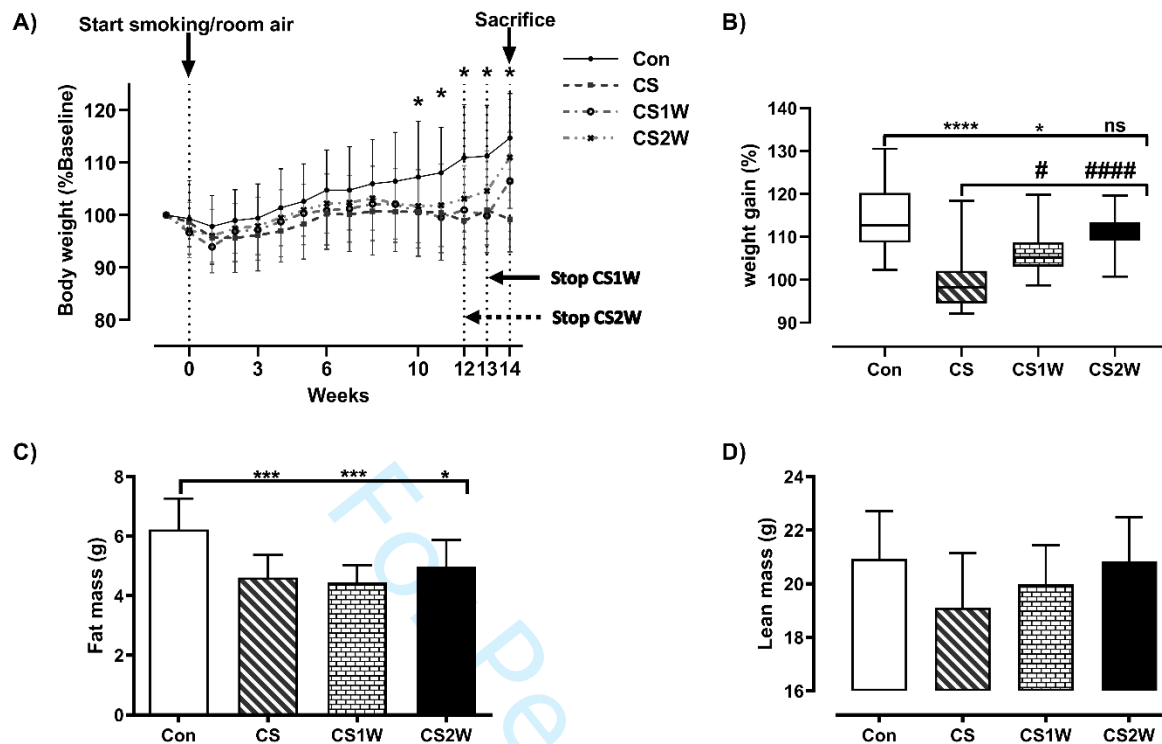 A)
Start smoking/room air
Sacrifice
Con
CS
CS1W
CS2W
* * * * *
Body weight (%Baseline)
120
110
100
90
80
Stop CS1W
Stop CS2W
0 3 6 10 12 13 14
Weeks
B)
**** * ns
# ####
weight gain (%)
140
130
120
110
100
90
Con CS CS1W CS2W
C)
*** *** *
Fat mass (g)
8
6
4
2
0
Con CS CS1W CS2W
D)
Lean mass (g)
24
22
20
18
16
Con CS CS1W CS2W